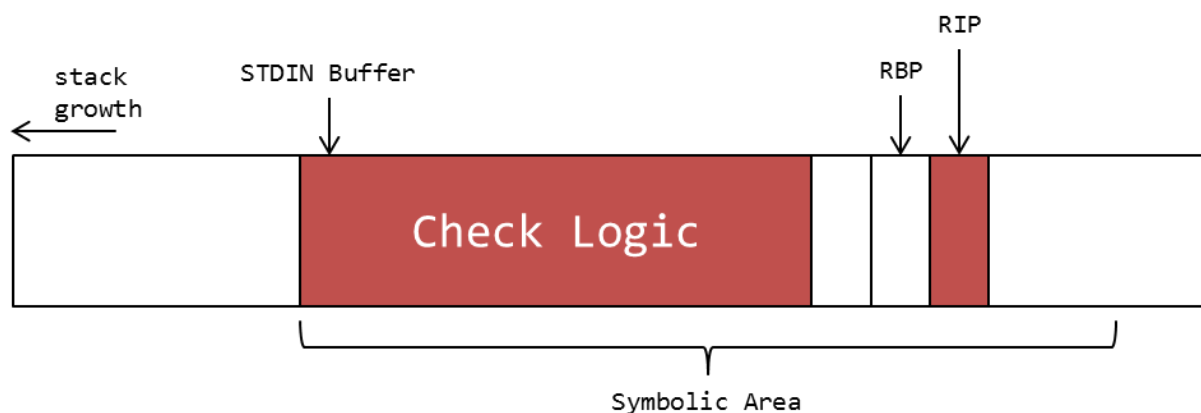 RIP
RBP
STDIN Buffer
stack
growth
Check Logic
Symbolic Area